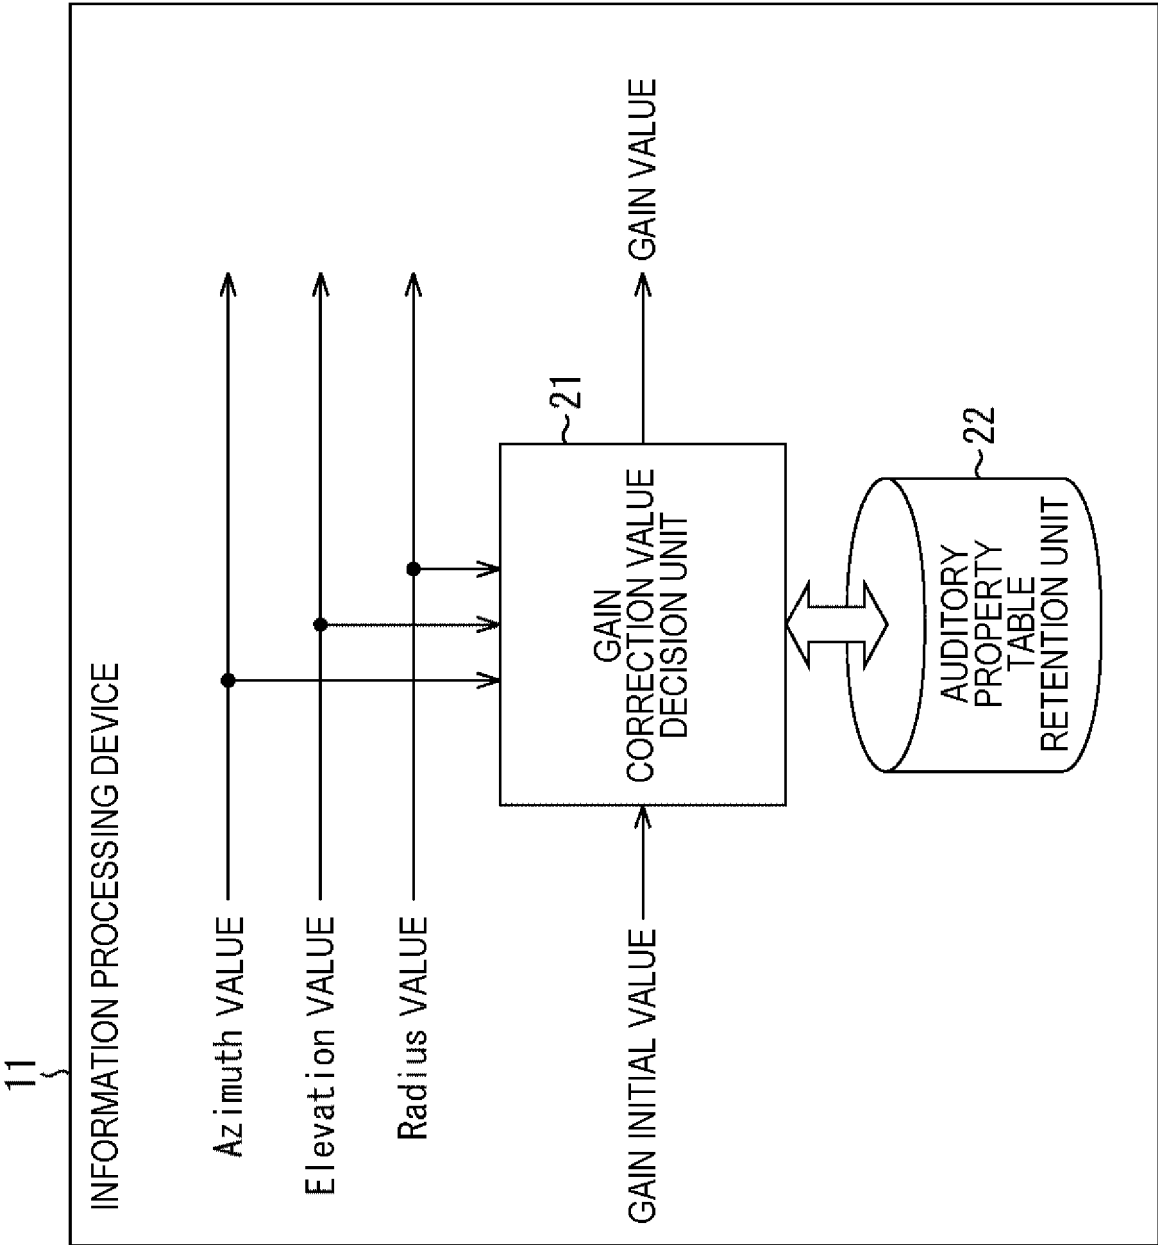 11
INFORMATION PROCESSING DEVICE
Azimuth VALUE
Elevation VALUE
Radius VALUE
GAIN INITIAL VALUE
21
GAIN
CORRECTION VALUE
DECISION UNIT
GAIN VALUE
22
AUDITORY
PROPERTY
TABLE
RETENTION UNIT